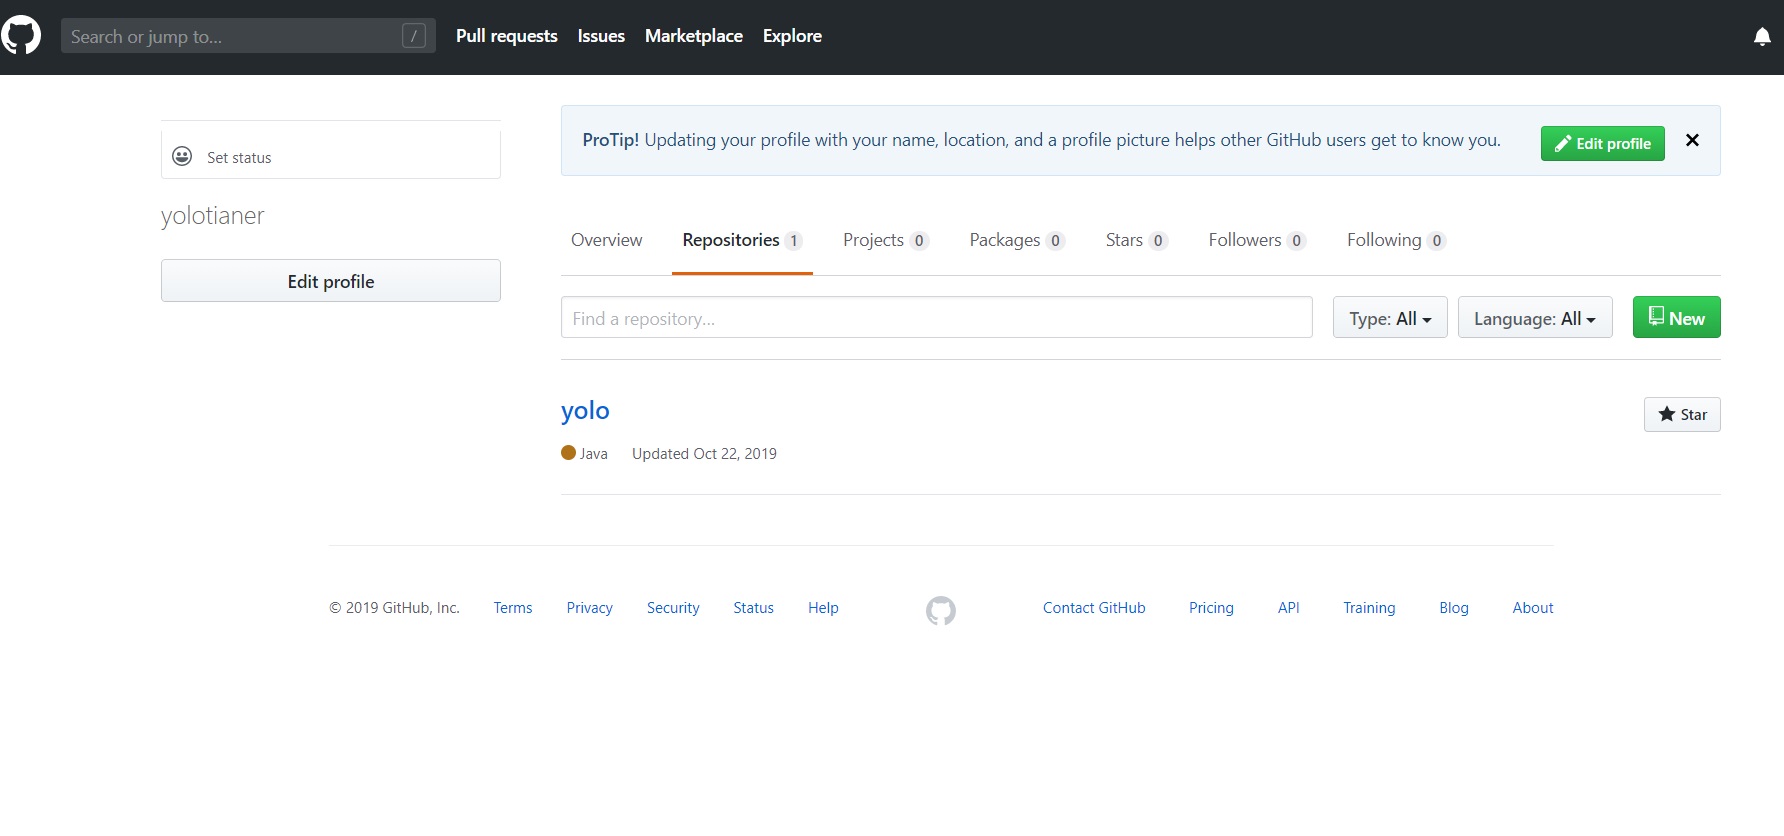 Search or jump to... /
Pull requests Issues Marketplace Explore
Set status
yolotianer
Edit profile
ProTip! Updating your profile with your name, location, and a profile picture helps other GitHub users get to know you.
Edit profile
Overview Repositories 1 Projects 0 Packages 0 Stars 0 Followers 0 Following 0
Find a repository... Type: All Language: All New
yolo
Star
Java Updated Oct 22, 2019
© 2019 GitHub, Inc. Terms Privacy Security Status Help Contact GitHub Pricing API Training Blog About